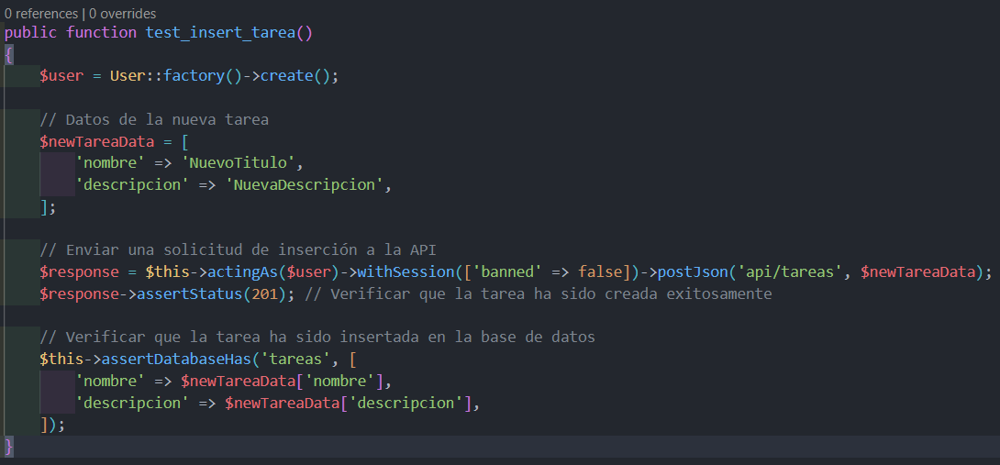 0 references | 0 overrides
public function test_insert_tarea()
{
    $user = User::factory()->create();

    // Datos de la nueva tarea
    $newTareaData = [
        'nombre' => 'NuevoTitulo',
        'descripcion' => 'NuevaDescripcion',
    ];

    // Enviar una solicitud de inserción a la API
    $response = $this->actingAs($user)->withSession(['banned' => false])->postJson('api/tareas', $newTareaData);
    $response->assertStatus(201); // Verificar que la tarea ha sido creada exitosamente

    // Verificar que la tarea ha sido insertada en la base de datos
    $this->assertDatabaseHas('tareas', [
        'nombre' => $newTareaData['nombre'],
        'descripcion' => $newTareaData['descripcion'],
    ]);
}